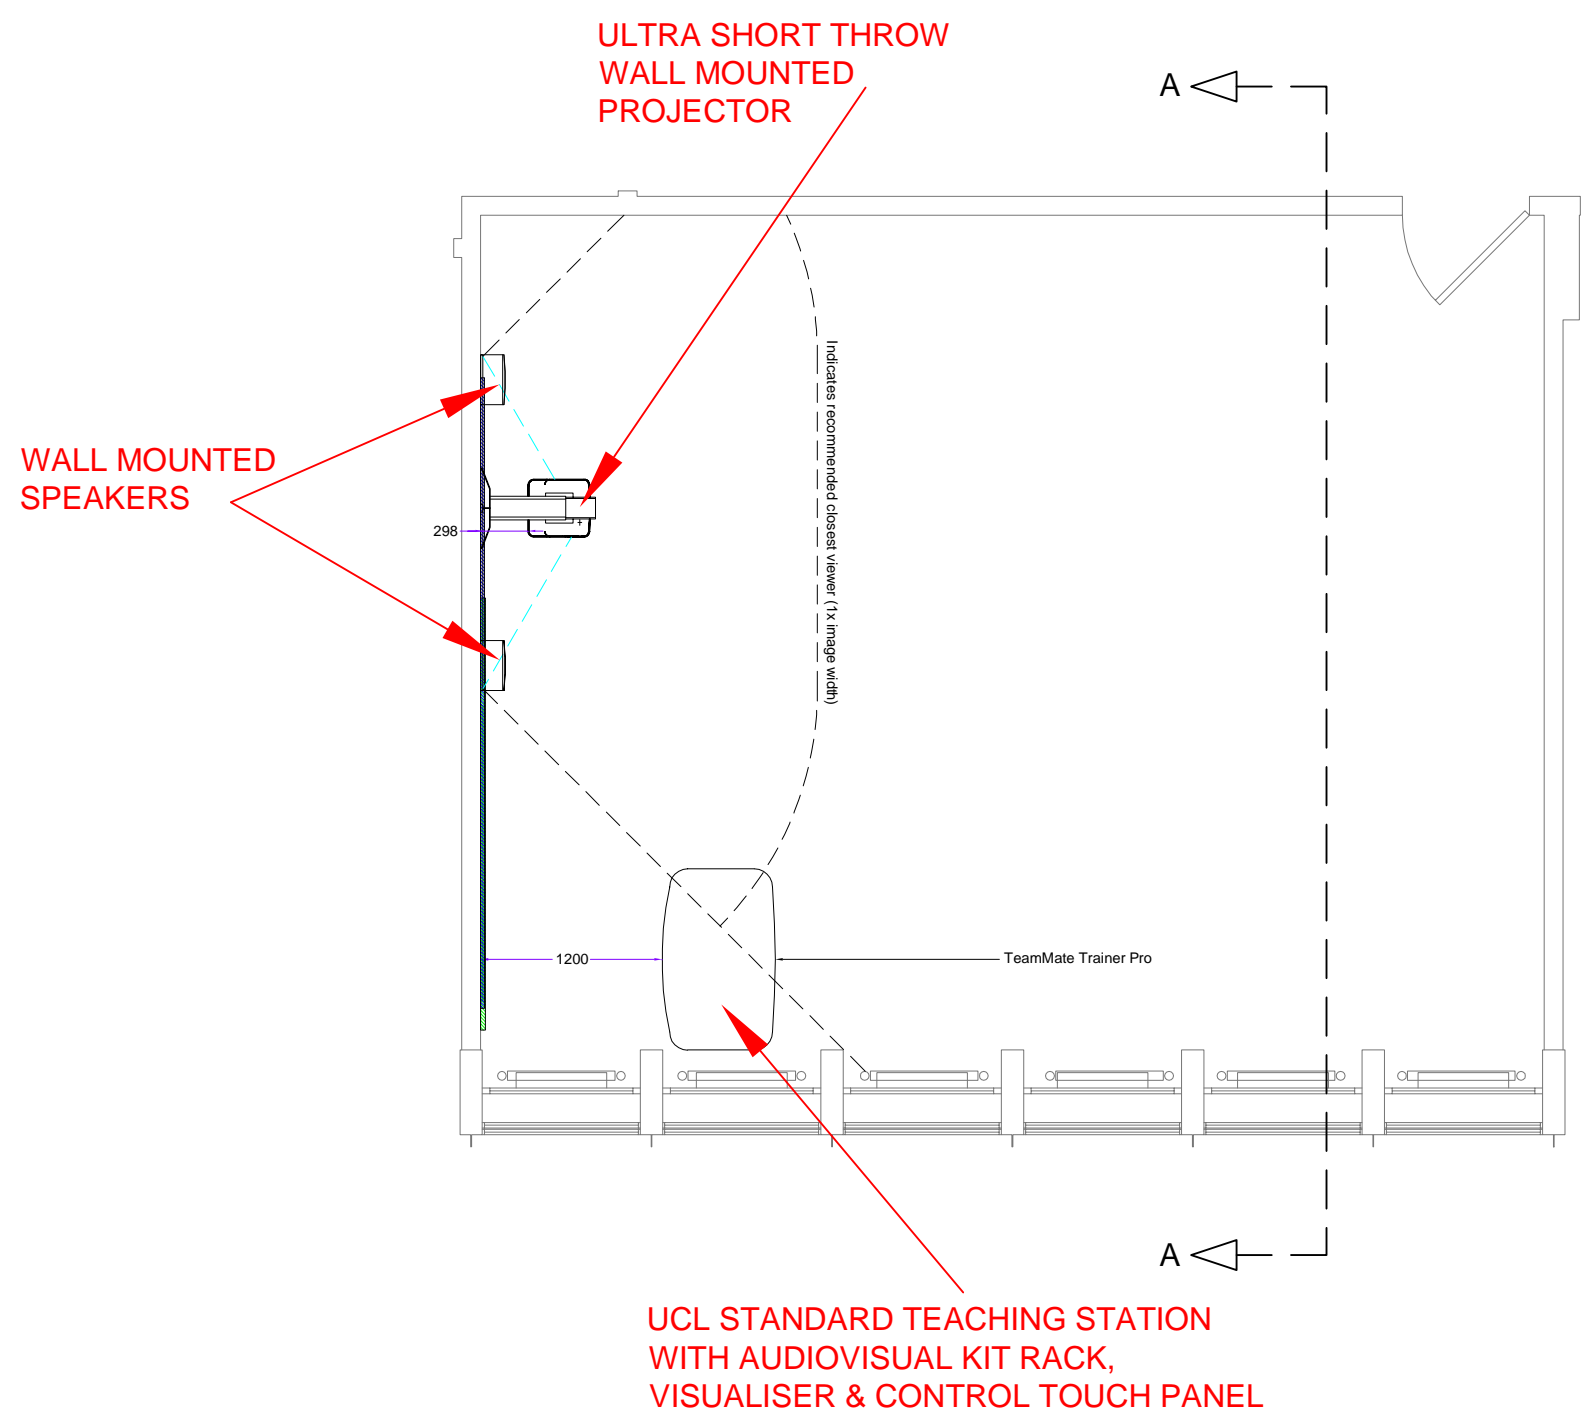 ULTRA SHORT THROW
WALL MOUNTED
PROJECTOR
A
Indicates recommended closest viewer (1x image width)
WALL MOUNTED
SPEAKERS
298
1200
TeamMate Trainer Pro
A
UCL STANDARD TEACHING STATION
WITH AUDIOVISUAL KIT RACK,
VISUALISER & CONTROL TOUCH PANEL